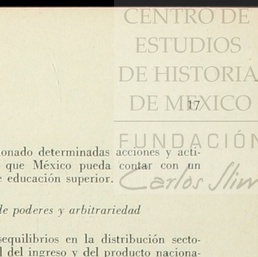 CENTRO DE
ESTUDIOS
DE HISTORIA
DE MEXICO
17
FUNDACIÓN
Carlos Slim
onado determinadas acciones y acti-
que México pueda contar con un
e educación superior.
de poderes y arbitrariedad
sequilibrios en la distribución secto-
l del ingreso y del producto naciona-